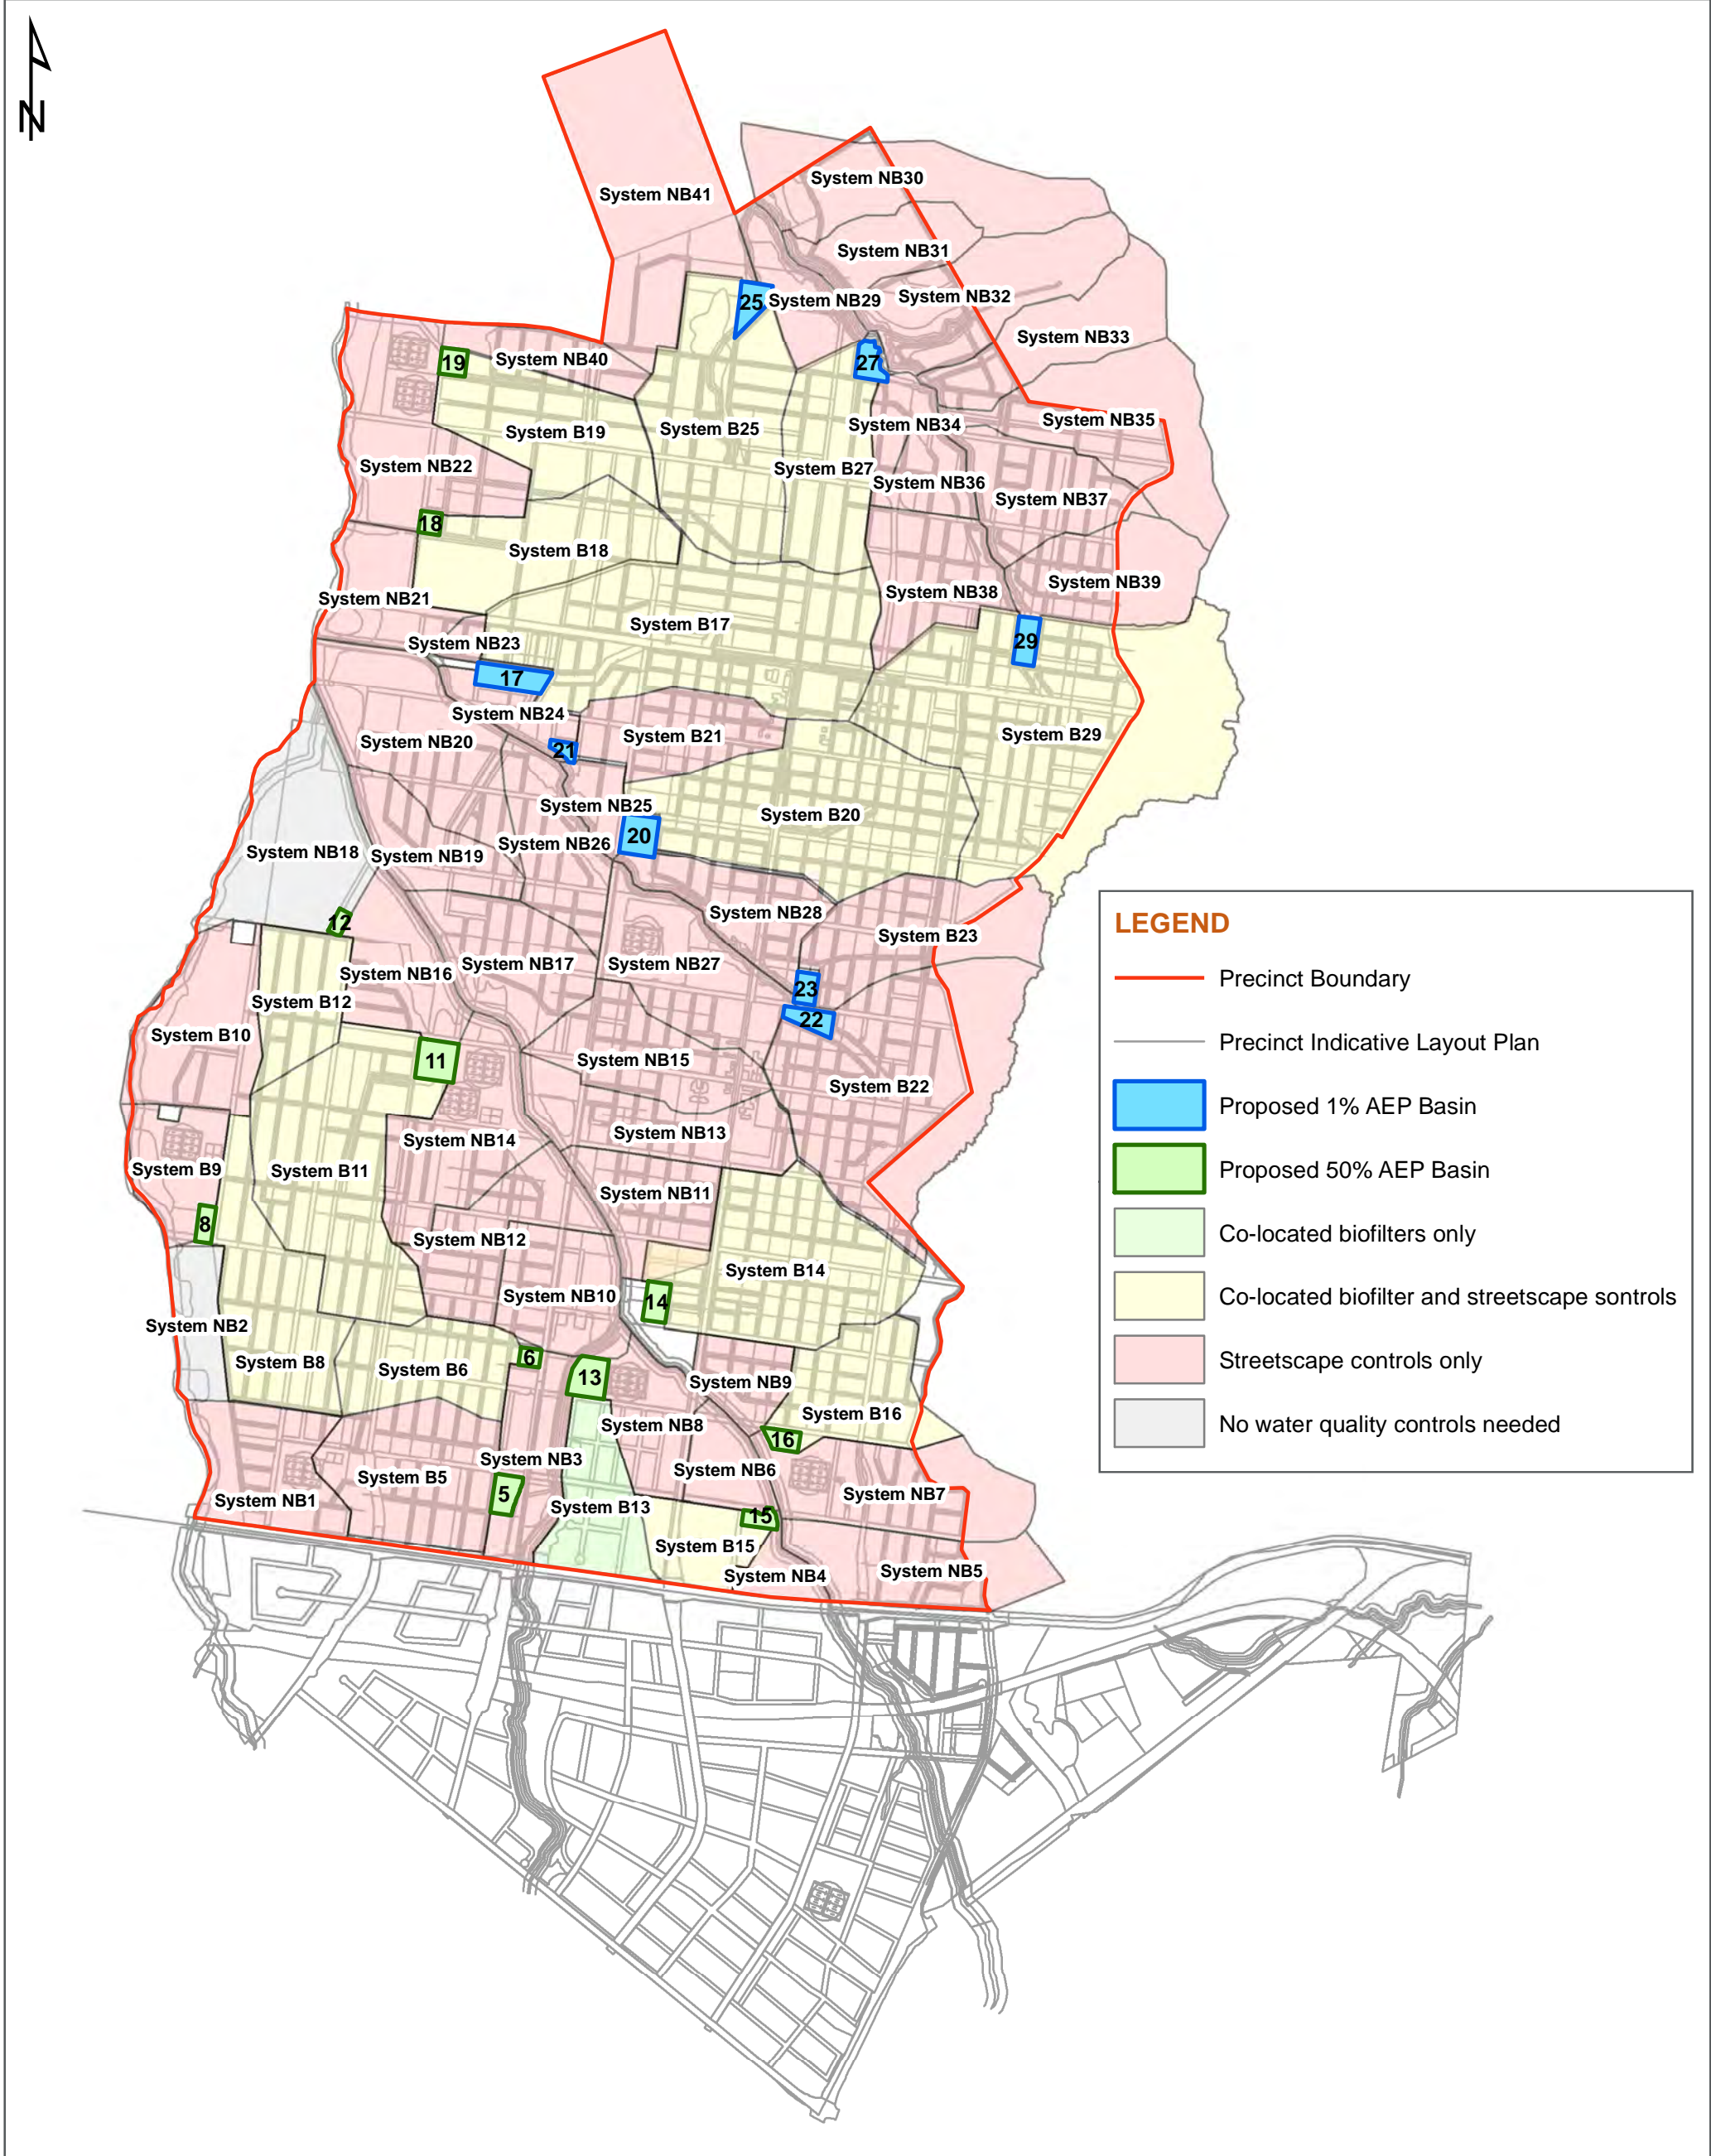 N
System NB41
System NB30
System NB31
25
System NB29
System NB32
System NB33
19
System NB40
27
System B19
System B25
System NB34
System NB35
System NB22
System B27
System NB36
System NB37
18
System B18
System NB21
System NB38
System NB39
System B17
System NB23
29
17
System NB24
System NB20
21
System B21
System B29
System NB25
System B20
System NB18
System NB19
System NB26
20
12
System NB28
System B23
System NB16
System NB17
System NB27
23
System B12
22
System B10
11
System NB15
System B22
System NB14
System NB13
System B9
System B11
System NB11
8
System NB12
System B14
System NB10
14
System NB2
System B8
System B6
6
13
System NB9
System NB8
System B16
16
System NB3
System B5
System NB6
System NB1
5
System B13
15
System NB7
System B15
System NB4
System NB5
LEGEND
Precinct Boundary
Precinct Indicative Layout Plan
Proposed 1% AEP Basin
Proposed 50% AEP Basin
Co-located biofilters only
Co-located biofilter and streetscape sontrols
Streetscape controls only
No water quality controls needed